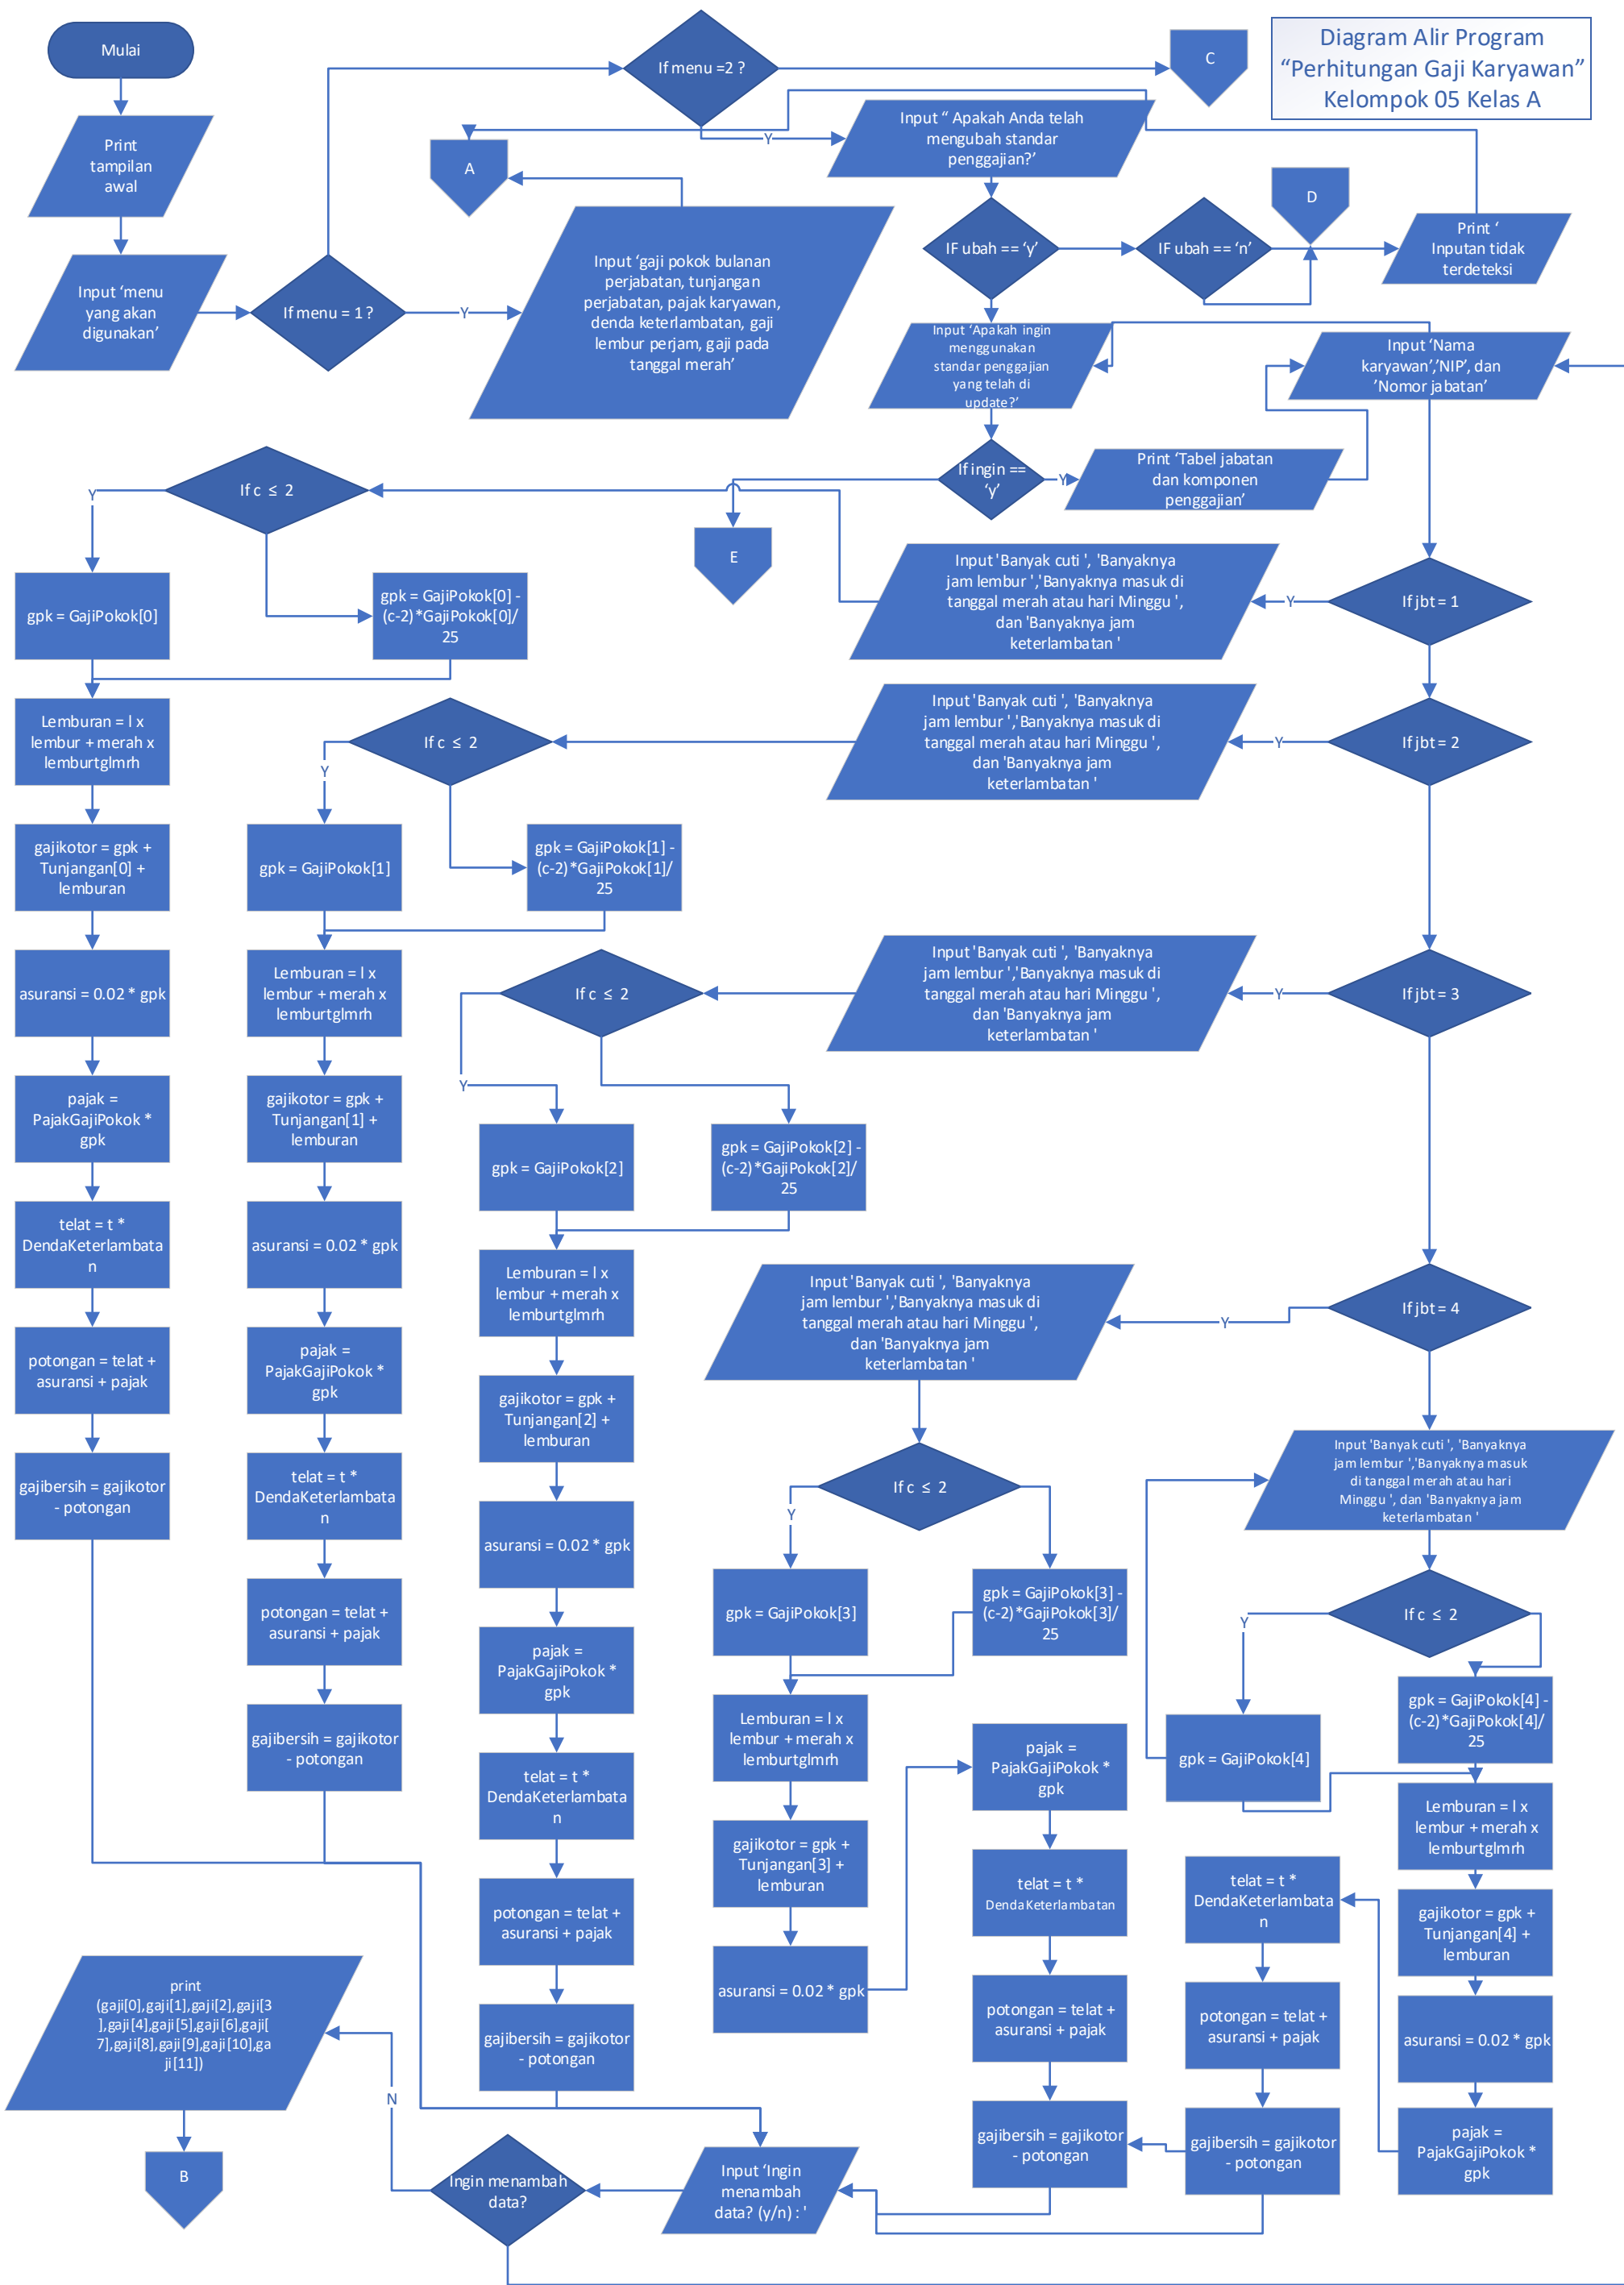 Mulai
Print
tampilan
awal
Input ‘menu
yang akan
digunakan’
If menu = 1 ?
Y
If menu =2 ?
Y
C
Diagram Alir Program
“Perhitungan Gaji Karyawan”
Kelompok 05 Kelas A
A
Input ‘gaji pokok bulanan
perjabatan, tunjangan
perjabatan, pajak karyawan,
denda keterlambatan, gaji
lembur perjam, gaji pada
tanggal merah’
Input “ Apakah Anda telah
mengubah standar
penggajian?’
IF ubah == ‘y’
IF ubah == ‘n’
D
Print ‘
Inputan tidak
terdeteksi
Input ‘Apakah ingin
menggunakan
standar penggajian
yang telah di
update?’
Input ‘Nama
karyawan’,’NIP’, dan
’Nomor jabatan’
If ingin ==
‘y’
Y
Print ‘Tabel jabatan
dan komponen
penggajian’
E
If jbt = 1
Y
Input 'Banyak cuti ', 'Banyaknya
jam lembur ','Banyaknya masuk di
tanggal merah atau hari Minggu ',
dan 'Banyaknya jam
keterlambatan '
If c ≤ 2
Y
gpk = GajiPokok[0]
gpk = GajiPokok[0] -
(c-2)*GajiPokok[0]/
25
Lemburan = l x
lembur + merah x
lemburtglmrh
gajikotor = gpk +
Tunjangan[0] +
lemburan
asuransi = 0.02 * gpk
pajak =
PajakGajiPokok *
gpk
telat = t *
DendaKeterlambata
n
potongan = telat +
asuransi + pajak
gajibersih = gajikotor
- potongan
If jbt = 2
Y
Input 'Banyak cuti ', 'Banyaknya
jam lembur ','Banyaknya masuk di
tanggal merah atau hari Minggu ',
dan 'Banyaknya jam
keterlambatan '
If c ≤ 2
Y
gpk = GajiPokok[1]
gpk = GajiPokok[1] -
(c-2)*GajiPokok[1]/
25
Lemburan = l x
lembur + merah x
lemburtglmrh
gajikotor = gpk +
Tunjangan[1] +
lemburan
asuransi = 0.02 * gpk
pajak =
PajakGajiPokok *
gpk
telat = t *
DendaKeterlambata
n
potongan = telat +
asuransi + pajak
gajibersih = gajikotor
- potongan
If jbt = 3
Y
Input 'Banyak cuti ', 'Banyaknya
jam lembur ','Banyaknya masuk di
tanggal merah atau hari Minggu ',
dan 'Banyaknya jam
keterlambatan '
If c ≤ 2
Y
gpk = GajiPokok[2]
gpk = GajiPokok[2] -
(c-2)*GajiPokok[2]/
25
Lemburan = l x
lembur + merah x
lemburtglmrh
gajikotor = gpk +
Tunjangan[2] +
lemburan
asuransi = 0.02 * gpk
pajak =
PajakGajiPokok *
gpk
telat = t *
DendaKeterlambata
n
potongan = telat +
asuransi + pajak
gajibersih = gajikotor
- potongan
If jbt = 4
Y
Input 'Banyak cuti ', 'Banyaknya
jam lembur ','Banyaknya masuk di
tanggal merah atau hari Minggu ',
dan 'Banyaknya jam
keterlambatan '
If c ≤ 2
Y
gpk = GajiPokok[3]
gpk = GajiPokok[3] -
(c-2)*GajiPokok[3]/
25
Lemburan = l x
lembur + merah x
lemburtglmrh
gajikotor = gpk +
Tunjangan[3] +
lemburan
asuransi = 0.02 * gpk
pajak =
PajakGajiPokok *
gpk
telat = t *
DendaKeterlambatan
potongan = telat +
asuransi + pajak
gajibersih = gajikotor
- potongan
Input 'Banyak cuti ', 'Banyaknya
jam lembur ','Banyaknya masuk
di tanggal merah atau hari
Minggu ', dan 'Banyaknya jam
keterlambatan '
If c ≤ 2
Y
gpk = GajiPokok[4]
gpk = GajiPokok[4] -
(c-2)*GajiPokok[4]/
25
Lemburan = l x
lembur + merah x
lemburtglmrh
gajikotor = gpk +
Tunjangan[4] +
lemburan
asuransi = 0.02 * gpk
pajak =
PajakGajiPokok *
gpk
telat = t *
DendaKeterlambata
n
potongan = telat +
asuransi + pajak
gajibersih = gajikotor
- potongan
Input ‘Ingin
menambah
data? (y/n) : '
Ingin menambah
data?
N
print
(gaji[0],gaji[1],gaji[2],gaji[3
],gaji[4],gaji[5],gaji[6],gaji[
7],gaji[8],gaji[9],gaji[10],ga
ji[11])
B